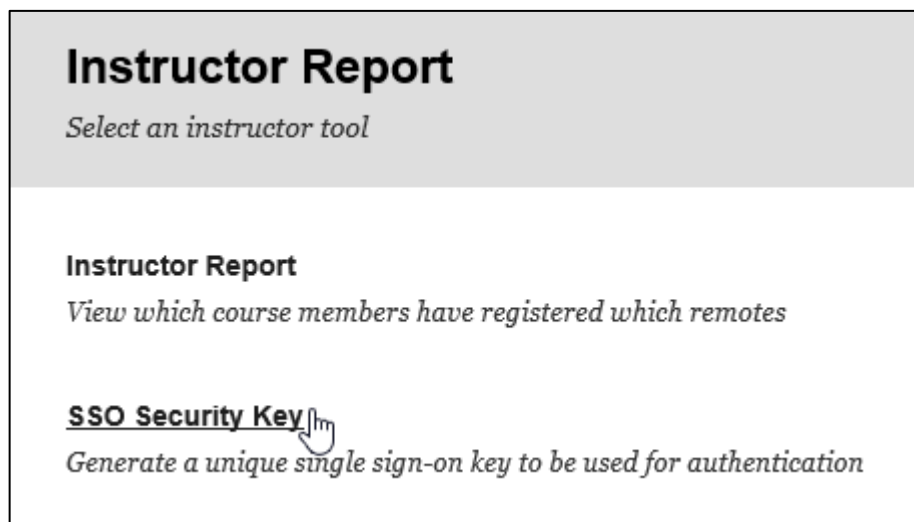 Instructor Report
Select an instructor tool
Instructor Report
View which course members have registered which remotes
SSO Security Key
Generate a unique single sign-on key to be used for authentication